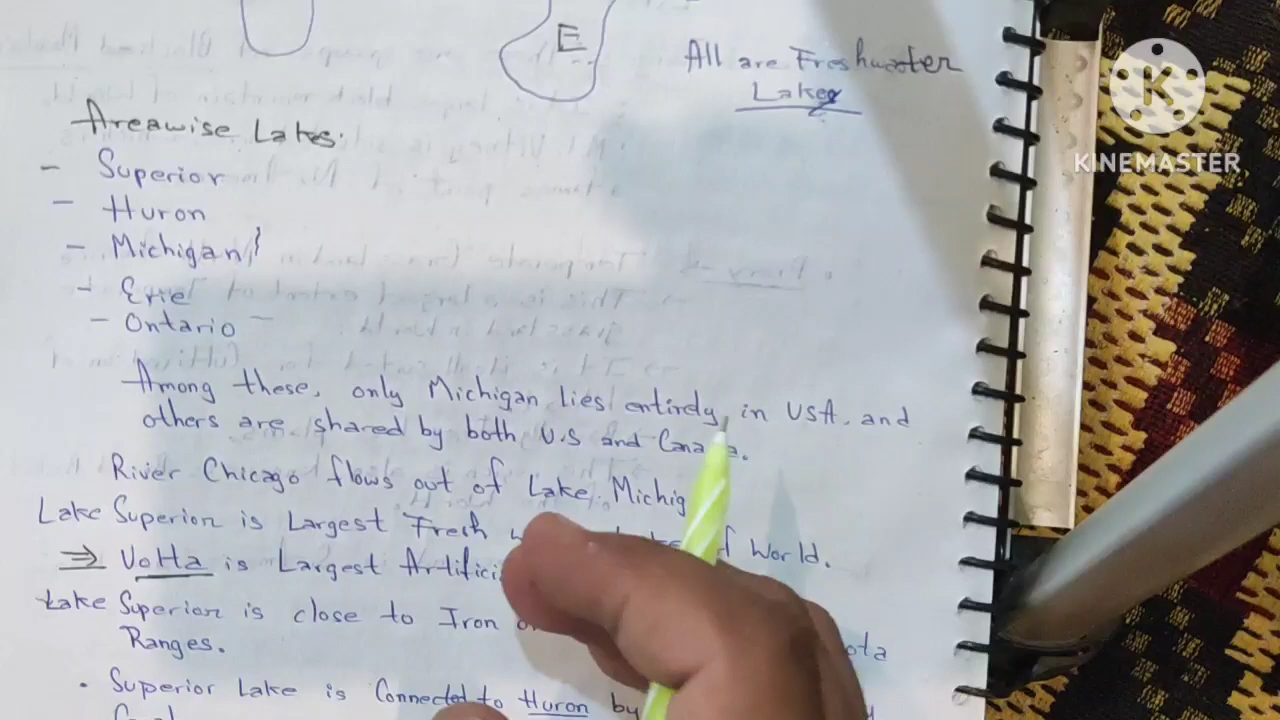 E
All are Freshwater
Lakes
Areawise Lakes.
- Superior
- Huron
- Michigan
- Erie
- Ontario -
Among these, only Michigan lies entirely in USA, and
others are shared by both U.S and Canada.
River Chicago flows out of Lake Michig
Lake Superior is Largest Fresh of World.
⇒ Volta is Largest Artifici
Lake Superior is close to Iron ota
Ranges.
• Superior Lake is Connected to Huron by
Canal
K
KINEMASTER